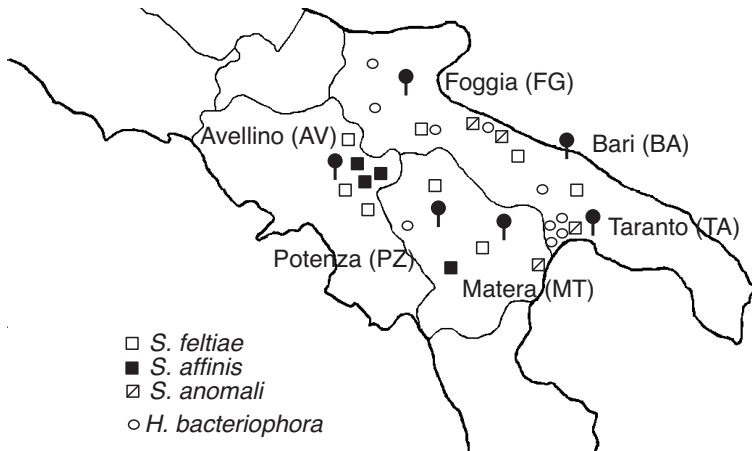 Foggia (FG)
Avellino (AV)
Bari (BA)
Taranto (TA)
Potenza (PZ)
Matera (MT)
S. feltiae
S. affinis
S. anomali
H. bacteriophora